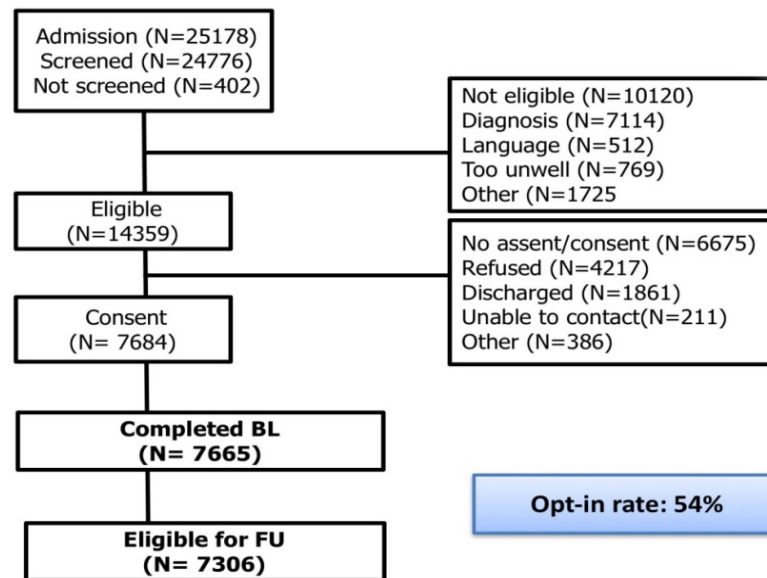 Admission (N=25178)
Screened (N=24776)
Not screened (N=402)
Not eligible (N=10120)
Diagnosis (N=7114)
Language (N=512)
Too unwell (N=769)
Other (N=1725
Eligible
(N=14359)
No assent/consent (N=6675)
Refused (N=4217)
Discharged (N=1861)
Unable to contact(N=211)
Other (N=386)
Consent
(N= 7684)
Completed BL
(N= 7665)
Opt-in rate: 54%
Eligible for FU
(N= 7306)